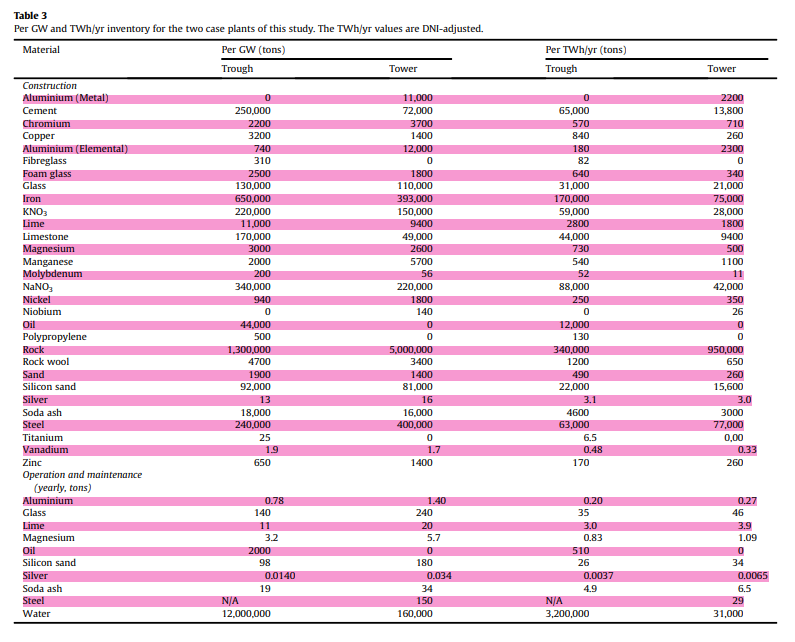 Table 3
Per GW and TWh/yr inventory for the two case plants of this study. The TWh/yr values are DNI-adjusted.
Material Per GW (tons) Per TWh/yr (tons)
Trough Tower Trough Tower
Construction
Aluminium (Metal) 0 11,000 0 2200
Cement 250,000 72,000 65,000 13,800
Chromium 2200 3700 570 710
Copper 3200 1400 840 260
Aluminium (Elemental) 740 12,000 180 2300
Fibreglass 310 0 82 0
Foam glass 2500 1800 640 340
Glass 130,000 110,000 31,000 21,000
Iron 650,000 393,000 170,000 75,000
KNO₃ 220,000 150,000 59,000 28,000
Lime 11,000 9400 2800 1800
Limestone 170,000 49,000 44,000 9400
Magnesium 3000 2600 730 500
Manganese 2000 5700 540 1100
Molybdenum 200 56 52 11
NaNO₃ 340,000 220,000 88,000 42,000
Nickel 940 1800 250 350
Niobium 0 140 0 26
Oil 44,000 0 12,000 0
Polypropylene 500 0 130 0
Rock 1,300,000 5,000,000 340,000 950,000
Rock wool 4700 3400 1200 650
Sand 1900 1400 490 260
Silicon sand 92,000 81,000 22,000 15,600
Silver 13 16 3.1 3.0
Soda ash 18,000 16,000 4600 3000
Steel 240,000 400,000 63,000 77,000
Titanium 25 0 6.5 0,00
Vanadium 1.9 1.7 0.48 0.33
Zinc 650 1400 170 260
Operation and maintenance
(yearly, tons)
Aluminium 0.78 1.40 0.20 0.27
Glass 140 240 35 46
Lime 11 20 3.0 3.9
Magnesium 3.2 5.7 0.83 1.09
Oil 2000 0 510 0
Silicon sand 98 180 26 34
Silver 0.0140 0.034 0.0037 0.0065
Soda ash 19 34 4.9 6.5
Steel N/A 150 N/A 29
Water 12,000,000 160,000 3,200,000 31,000